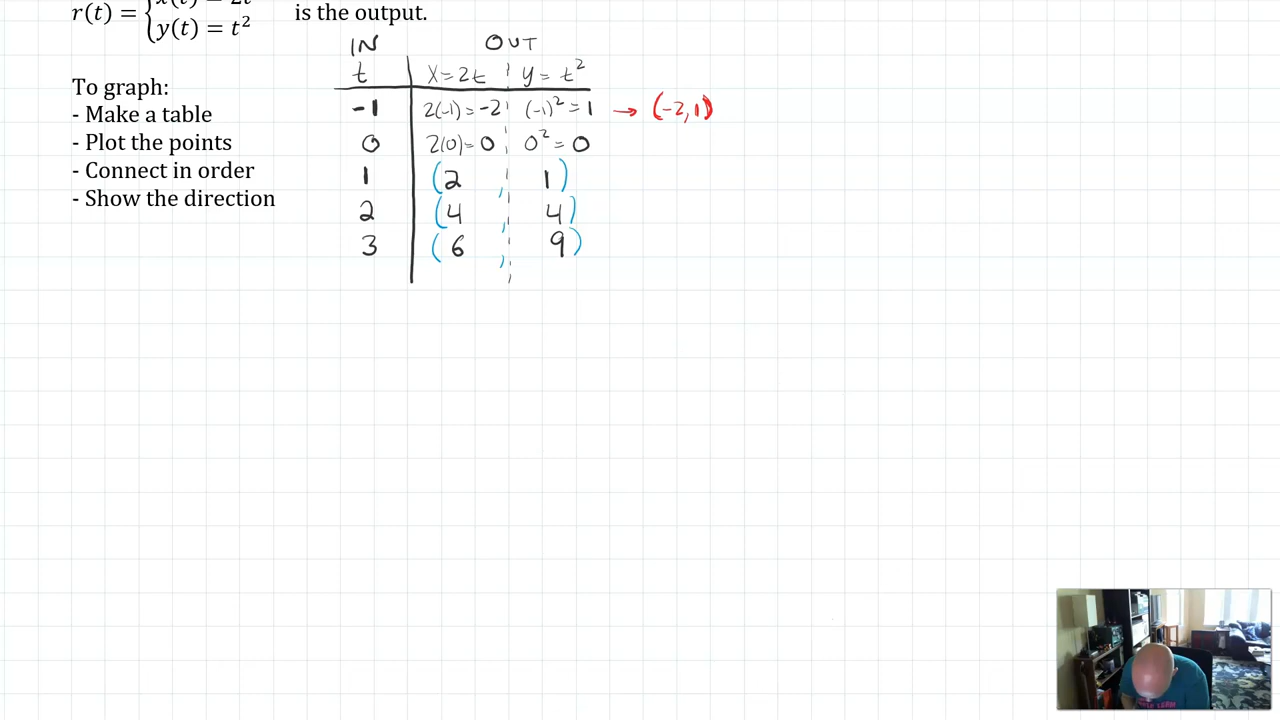 r(t) = { x(t) = 2t is the output.
y(t) = t²
IN OUT
t x=2t y = t²
To graph:
- Make a table
- Plot the points
- Connect in order
- Show the direction
-1 2(-1) = -2 (-1)² = 1 → (-2,1)
0 2(0)= 0 0² = 0
1 (2 , 1)
2 (4 , 4)
3 (6 , 9)